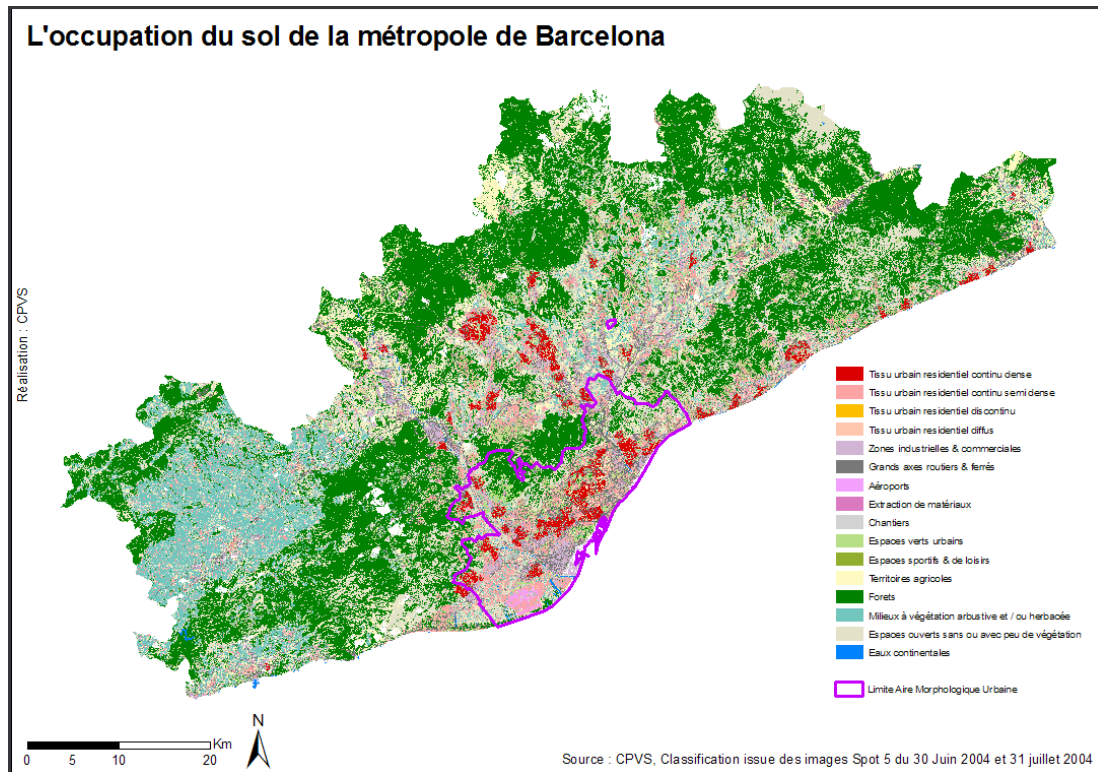 L'occupation du sol de la métropole de Barcelona
Réalisation : CPVS
Tissu urbain residentiel continu dense
Tissu urbain residentiel continu semi dense
Tissu urbain residentiel discontinu
Tissu urbain residentiel diffus
Zones industrielles & commerciales
Grands axes routiers & ferrés
Aéroports
Extraction de matériaux
Chantiers
Espaces verts urbains
Espaces sportifs & de loisirs
Territoires agricoles
Forets
Milieux à végétation arbustive et / ou herbacée
Espaces ouverts sans ou avec peu de végétation
Eaux continentales
Limite Aire Morphologique Urbaine
N
Km
0 5 10 20
Source : CPVS, Classification issue des images Spot 5 du 30 Juin 2004 et 31 juillet 2004